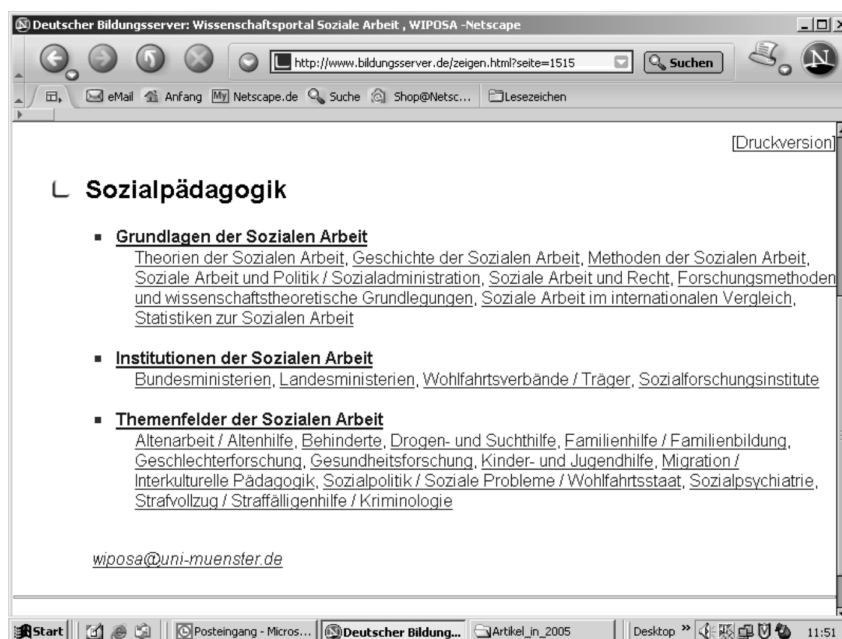 Deutscher Bildungsserver: Wissenschaftsportal Soziale Arbeit , WIPOSA -Netscape
http://www.bildungsserver.de/zeigen.html?seite=1515
Suchen
N
eMail Anfang My Netscape.de Suche Shop@Netsc... Lesezeichen
[Druckversion]
Sozialpädagogik
Grundlagen der Sozialen Arbeit
Theorien der Sozialen Arbeit, Geschichte der Sozialen Arbeit, Methoden der Sozialen Arbeit,
Soziale Arbeit und Politik / Sozialadministration, Soziale Arbeit und Recht, Forschungsmethoden
und wissenschaftstheoretische Grundlegungen, Soziale Arbeit im internationalen Vergleich,
Statistiken zur Sozialen Arbeit
Institutionen der Sozialen Arbeit
Bundesministerien, Landesministerien, Wohlfahrtsverbände / Träger, Sozialforschungsinstitute
Themenfelder der Sozialen Arbeit
Altenarbeit / Altenhilfe, Behinderte, Drogen- und Suchthilfe, Familienhilfe / Familienbildung,
Geschlechterforschung, Gesundheitsforschung, Kinder- und Jugendhilfe, Migration /
Interkulturelle Pädagogik, Sozialpolitik / Soziale Probleme / Wohlfahrtsstaat, Sozialpsychiatrie,
Strafvollzug / Straffälligenhilfe / Kriminologie
wiposa@uni-muenster.de
Start Posteingang - Micros... Deutscher Bildung... Artikel_in_2005 Desktop » 11:51